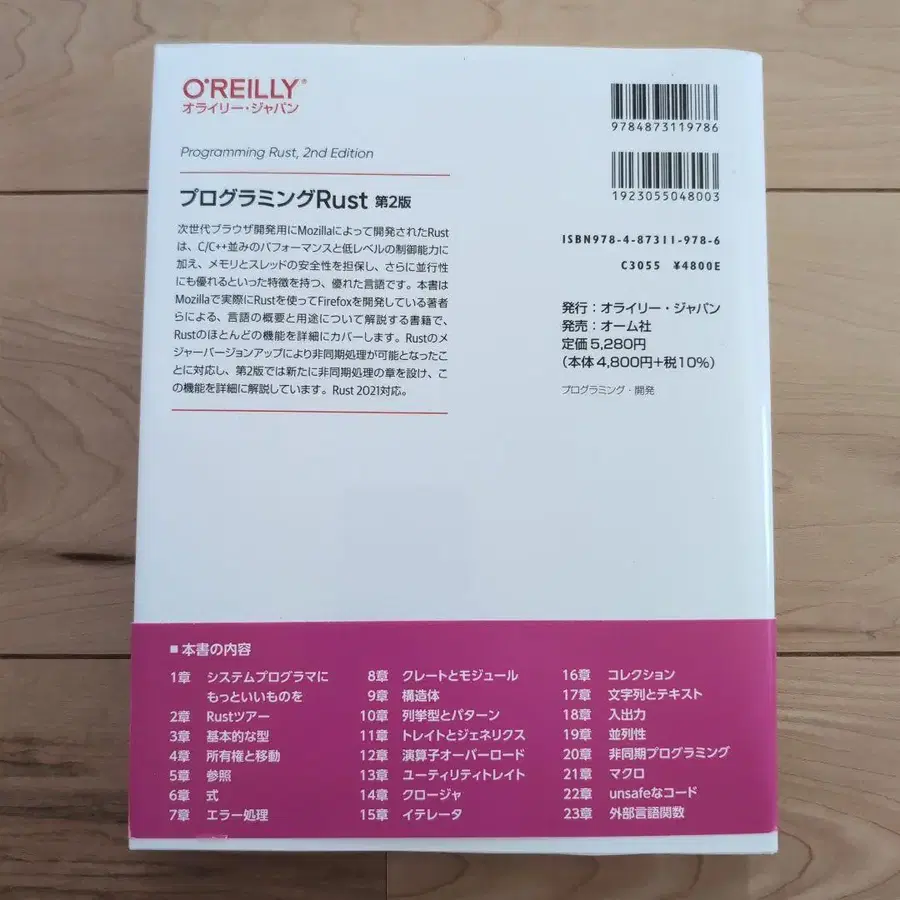 O'REILLY®
オライリー・ジャパン
Programming Rust, 2nd Edition
プログラミングRust 第2版
次世代ブラウザ開発用にMozillaによって開発されたRust
は、C/C++並みのパフォーマンスと低レベルの制御能力に
加え、メモリとスレッドの安全性を担保し、さらに並行性
にも優れるといった特徴を持つ、優れた言語です。本書は
Mozillaで実際にRustを使ってFirefoxを開発している著者
らによる、言語の概要と用途について解説する書籍で、
Rustのほとんどの機能を詳細にカバーします。Rustのメ
ジャーバージョンアップにより非同期処理が可能となったこ
とに対応し、第2版では新たに非同期処理の章を設け、こ
の機能を詳細に解説しています。Rust 2021対応。
9784873119786
1923055048003
ISBN978-4-87311-978-6
C3055 ¥4800E
発行：オライリー・ジャパン
発売：オーム社
定価5,280円
（本体4,800円+税10%）
プログラミング・開発
■ 本書の内容
1章 システムプログラマに
もっといいものを
2章 Rustツアー
3章 基本的な型
4章 所有権と移動
5章 参照
6章 式
7章 エラー処理
8章 クレートとモジュール
9章 構造体
10章 列挙型とパターン
11章 トレイトとジェネリクス
12章 演算子オーバーロード
13章 ユーティリティトレイト
14章 クロージャ
15章 イテレータ
16章 コレクション
17章 文字列とテキスト
18章 入出力
19章 並列性
20章 非同期プログラミング
21章 マクロ
22章 unsafeなコード
23章 外部言語関数